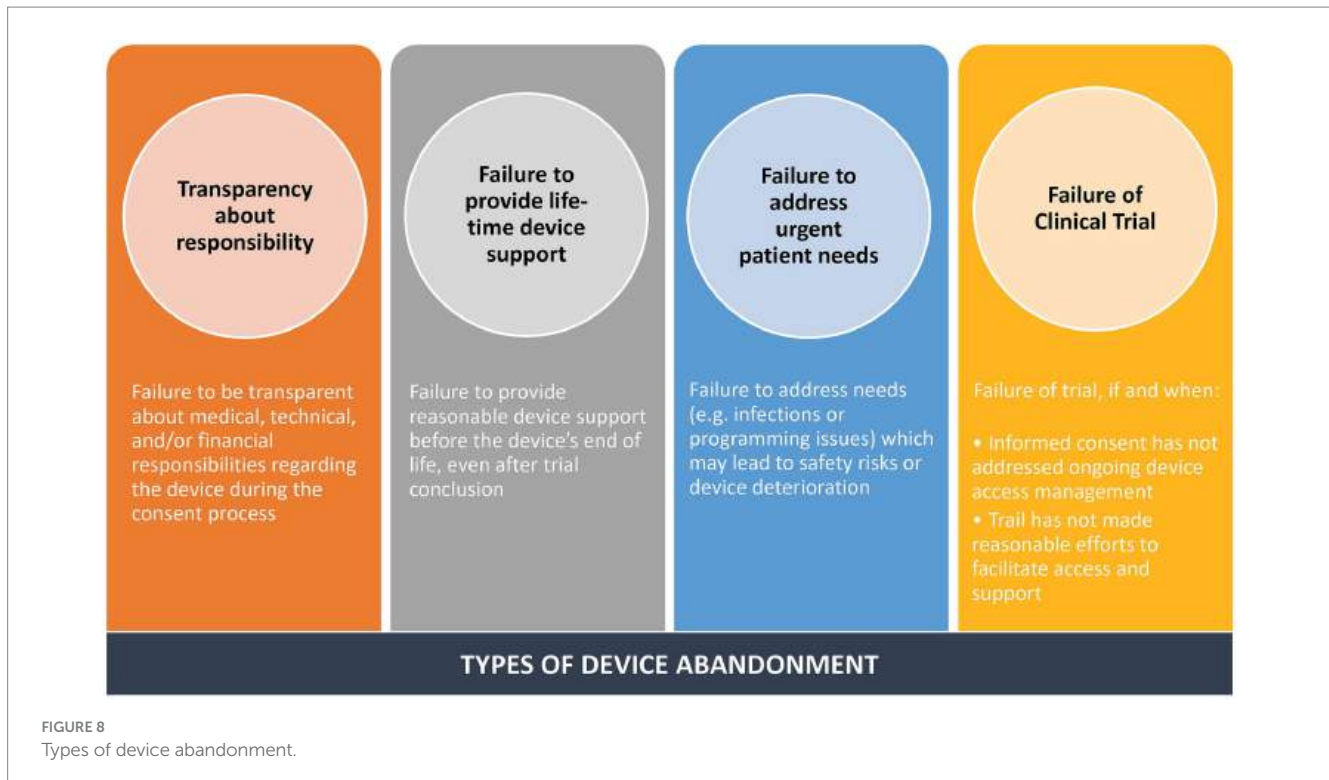 Transparency
about
responsibility
Failure to be transparent
about medical, technical,
and/or financial
responsibilities regarding
the device during the
consent process
Failure to
provide life-
time device
support
Failure to provide
reasonable device support
before the device's end of
life, even after trial
conclusion
Failure to
address
urgent
patient needs
Failure to address needs
(e.g. infections or
programming issues) which
may lead to safety risks or
device deterioration
Failure of
Clinical Trial
Failure of trial, if and when:
• Informed consent has not
addressed ongoing device
access management
• Trail has not made
reasonable efforts to
facilitate access and
support
TYPES OF DEVICE ABANDONMENT
FIGURE 8
Types of device abandonment.